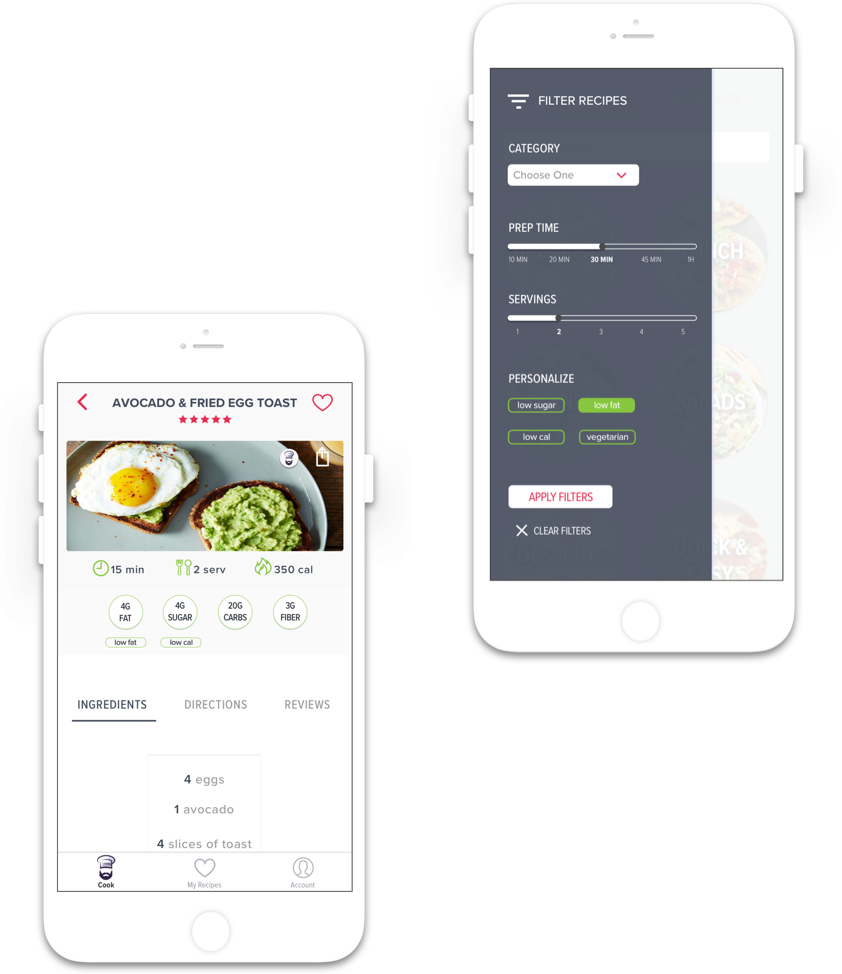 FILTER RECIPES
CATEGORY
Choose One
PREP TIME
10 MIN 20 MIN 30 MIN 45 MIN 1H
SERVINGS
1 2 3 4 5
PERSONALIZE
low sugar low fat
low cal vegetarian
APPLY FILTERS
CLEAR FILTERS
AVOCADO & FRIED EGG TOAST
15 min 2 serv 350 cal
4G FAT
4G SUGAR
20G CARBS
3G FIBER
low fat low cal
INGREDIENTS DIRECTIONS REVIEWS
4 eggs
1 avocado
4 slices of toast
Cook My Recipes Account